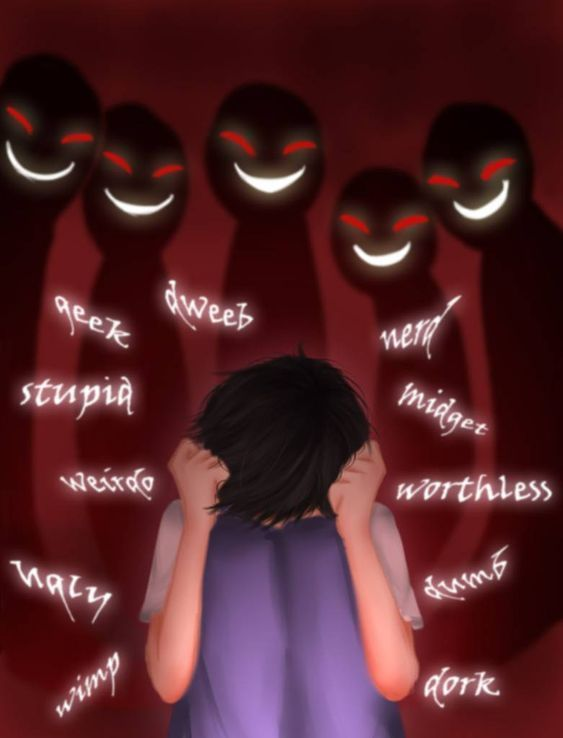 geek
dweeb
nerd
stupid
midget
weirdo
worthless
ugly
dumb
wimp
dork